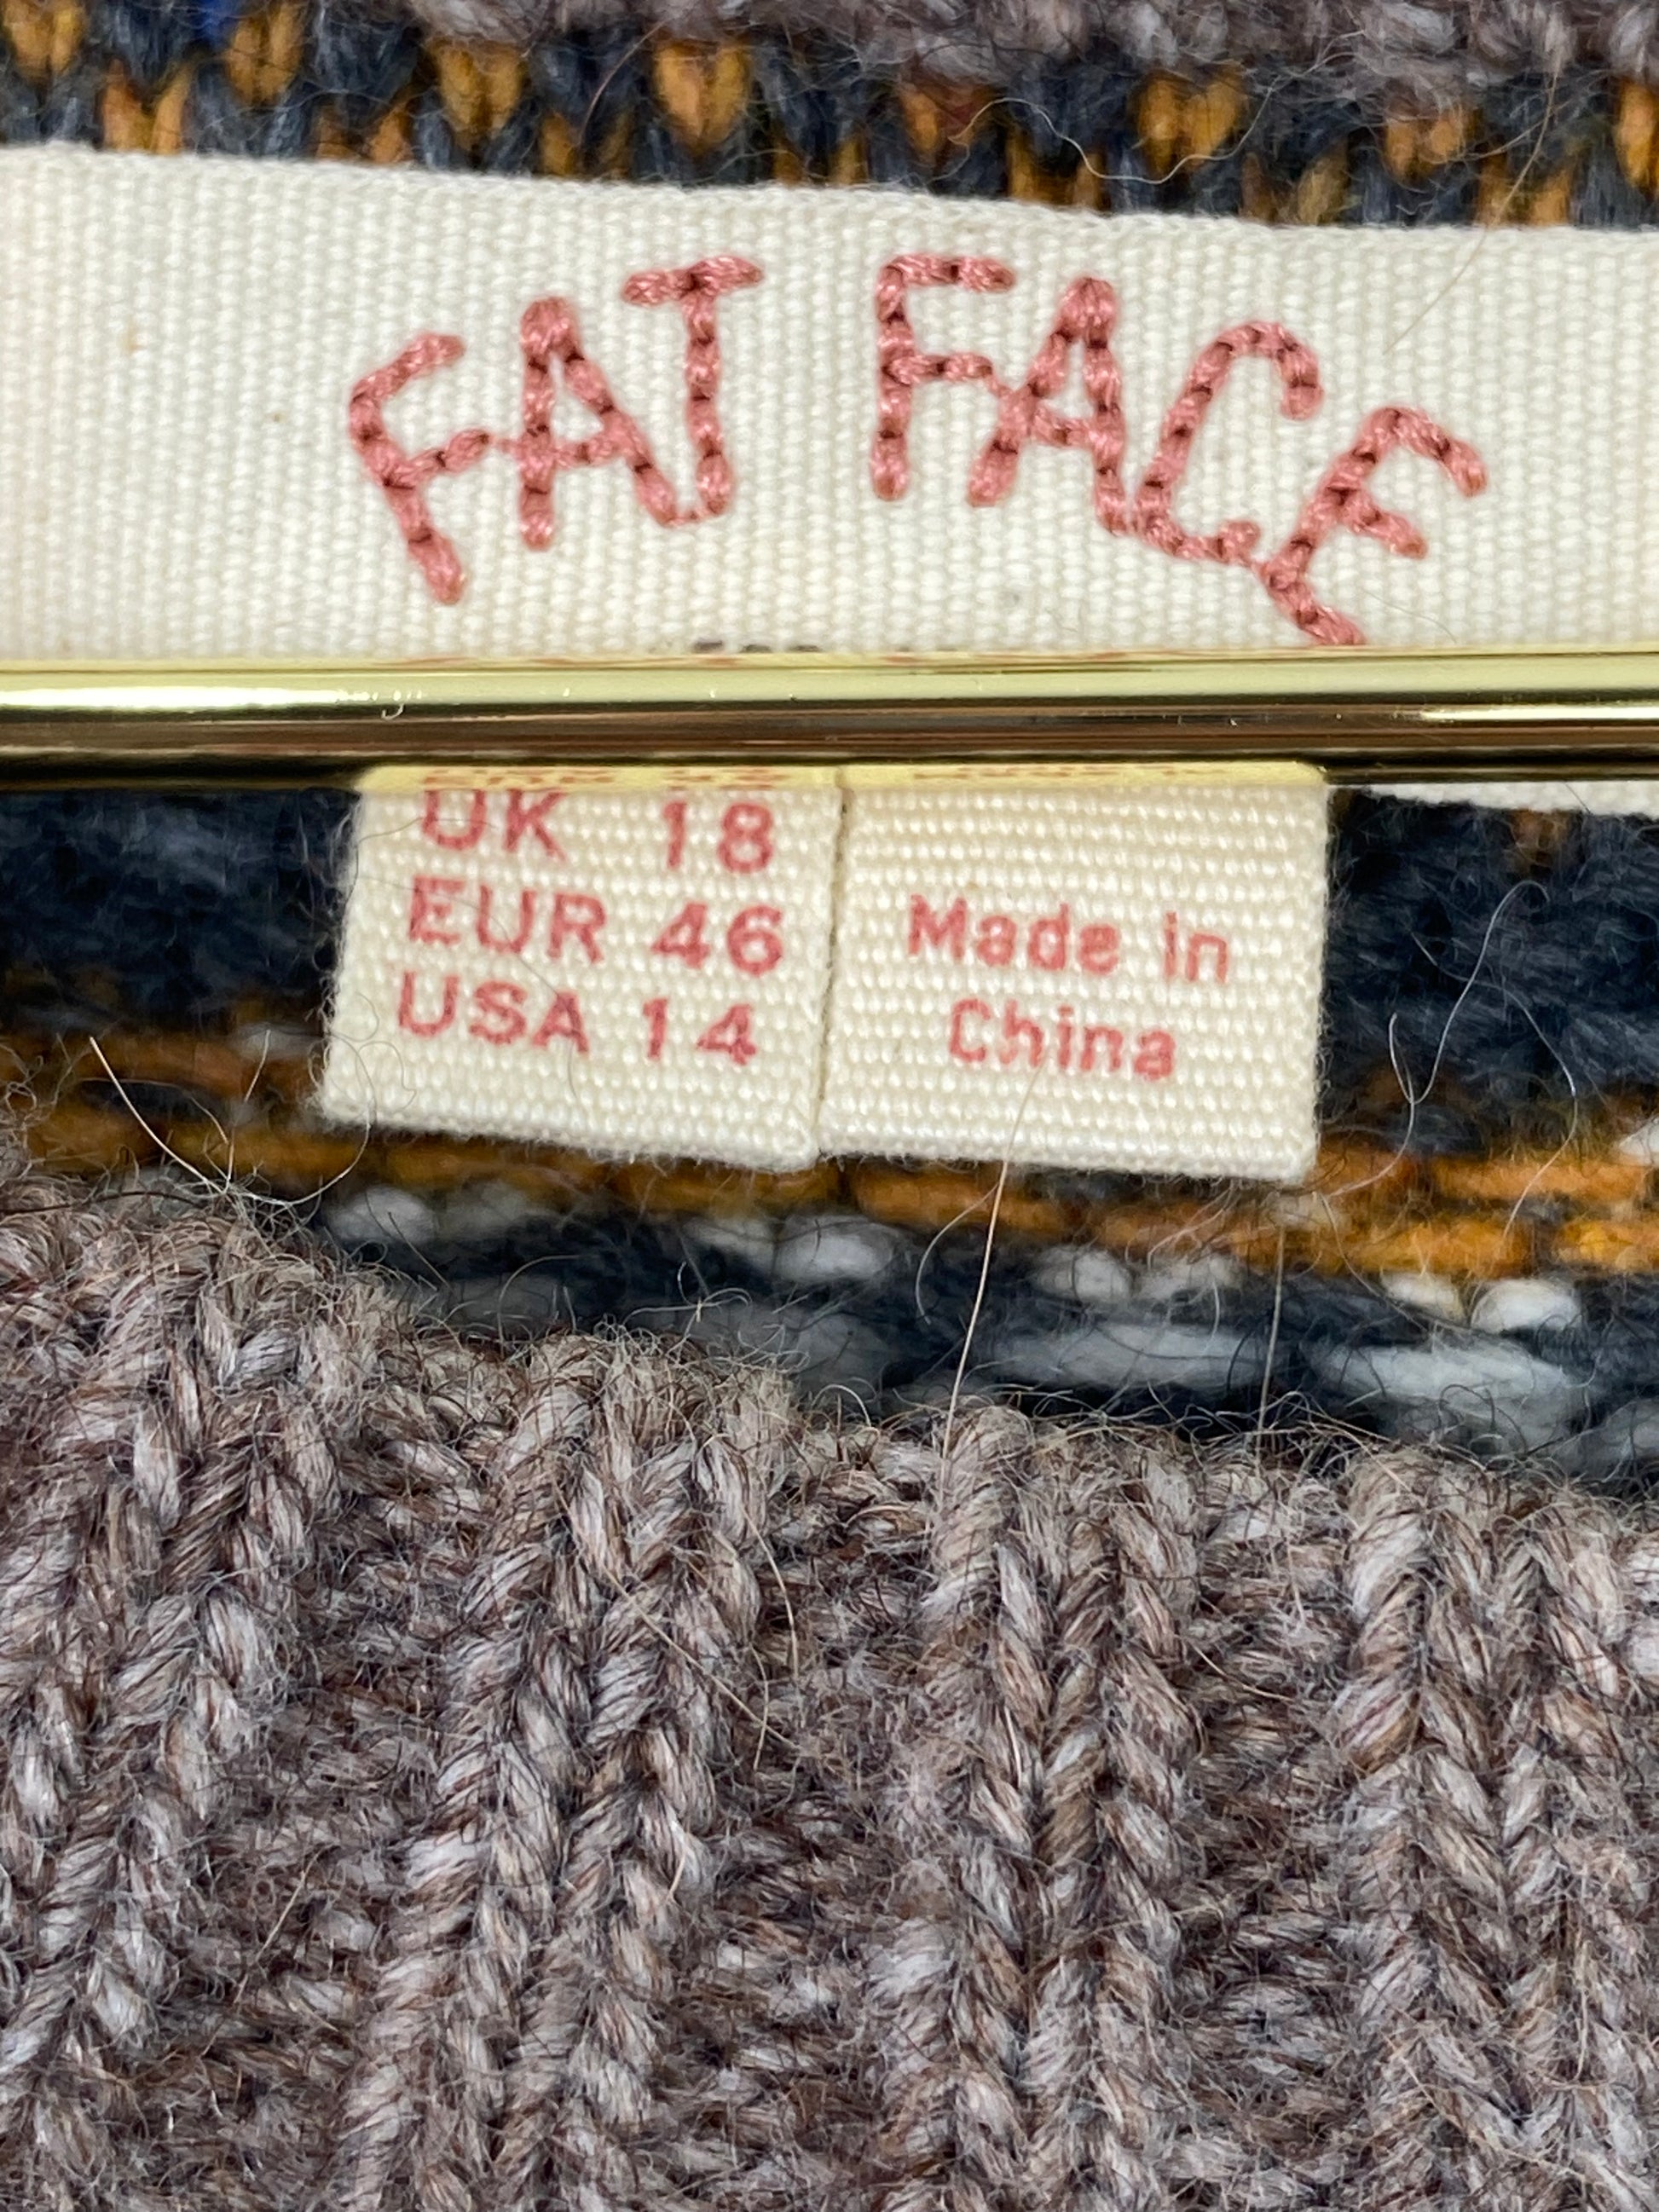 FAT FACE
UK 18
EUR 46
USA 14
Made in
China